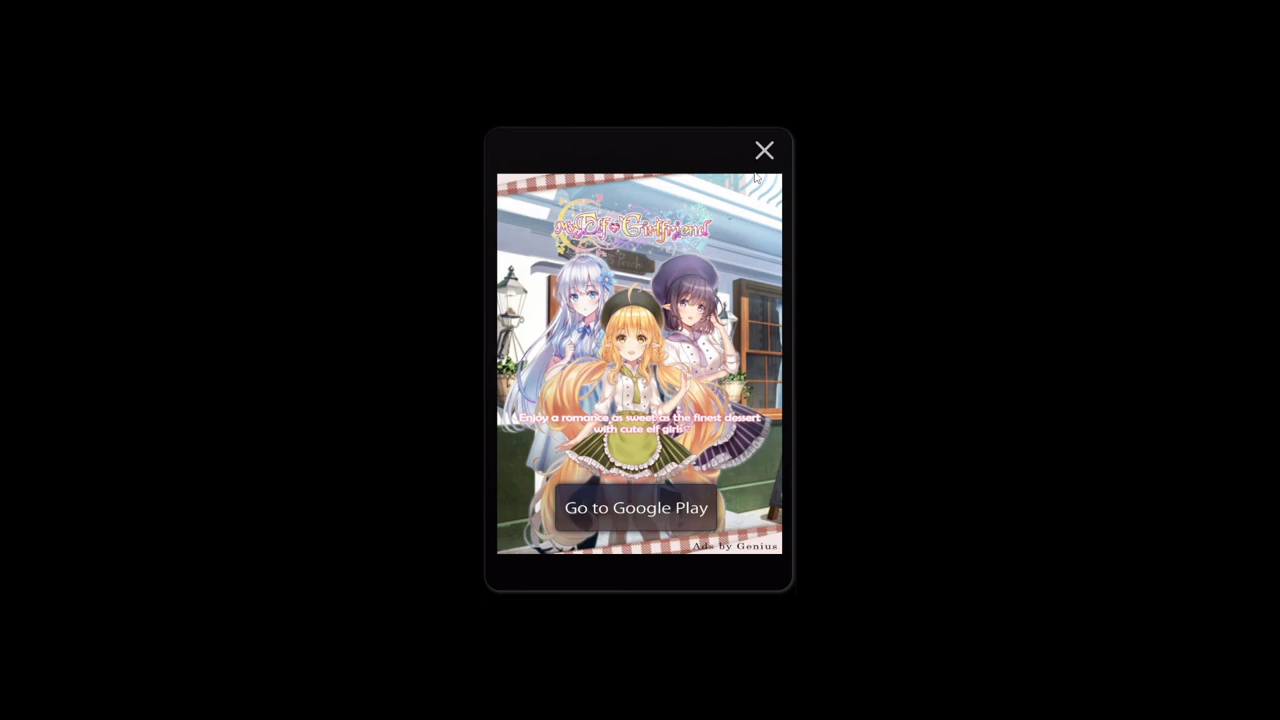 My Elf Girlfriend
Enjoy a romance as sweet as the finest dessert
with cute elf girls♡
Go to Google Play
Ads by Genius